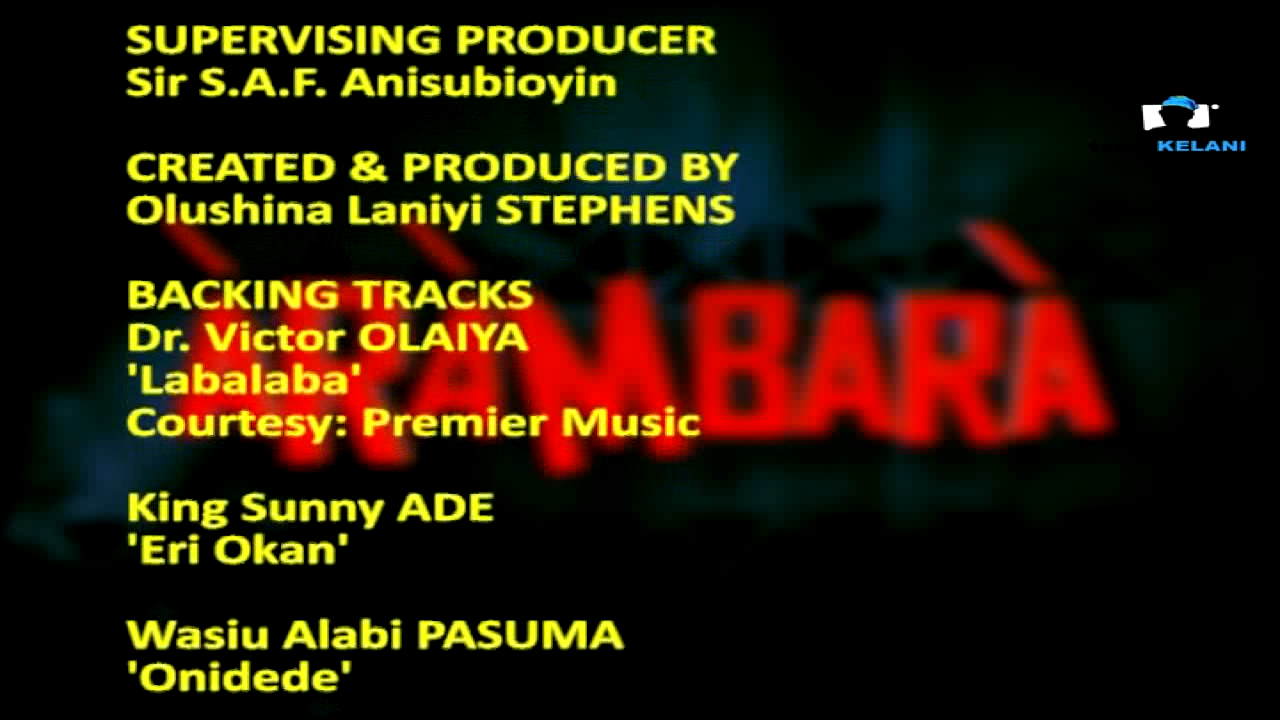 SUPERVISING PRODUCER
Sir S.A.F. Anisubioyin
CREATED & PRODUCED BY
Olushina Laniyi STEPHENS
BACKING TRACKS
Dr. Victor OLAIYA
'Labalaba'
Courtesy: Premier Music
King Sunny ADE
'Eri Okan'
Wasiu Alabi PASUMA
'Onidede'
KELANI
ÀRÀMBARÀ